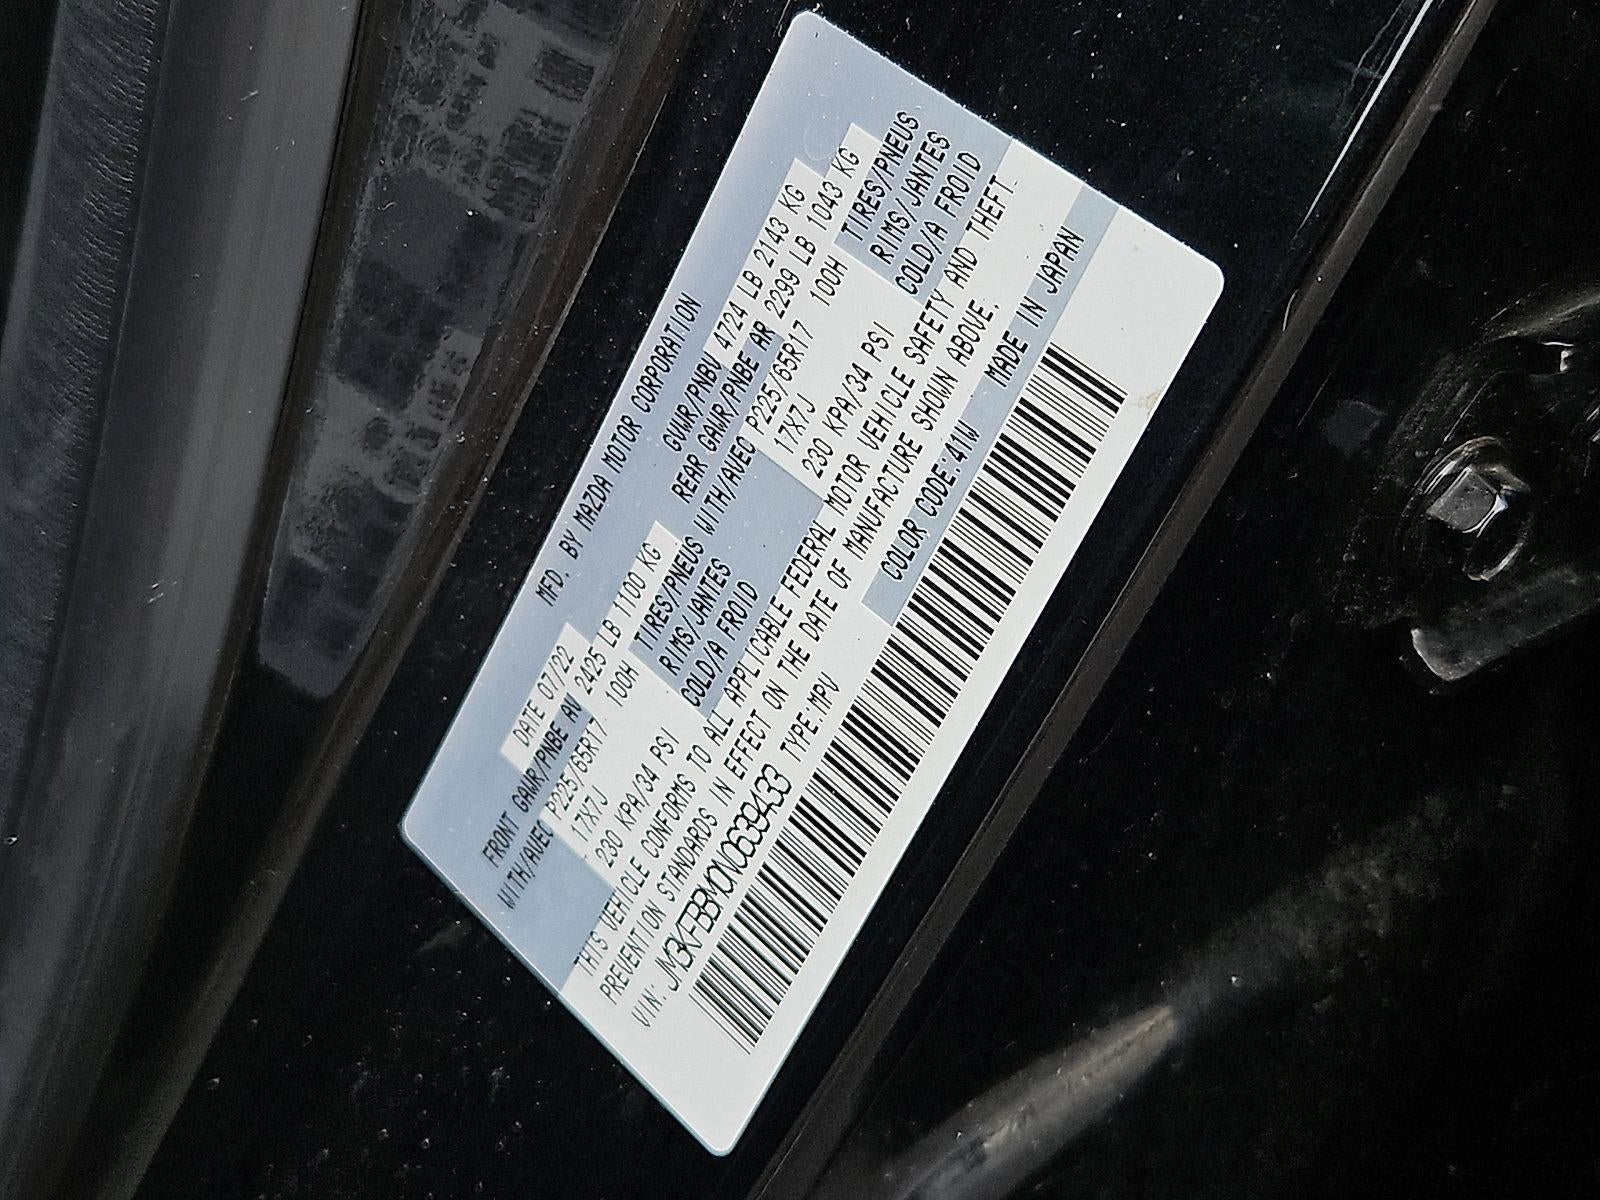 MFD. BY MAZDA MOTOR CORPORATION
DATE 07/22 GVWR/PNBV 4724 LB 2143 KG
FRONT GAWR/PNBE AV 2425 LB 1100 KG REAR GAWR/PNBE AR 2299 LB 1043 KG
WITH/AVEC P225/65R17 100H TIRES/PNEUS WITH/AVEC P225/65R17 100H TIRES/PNEUS
17X7J RIMS/JANTES 17X7J RIMS/JANTES
230 KPA/34 PSI COLD/A FROID 230 KPA/34 PSI COLD/A FROID
THIS VEHICLE CONFORMS TO ALL APPLICABLE FEDERAL MOTOR VEHICLE SAFETY AND THEFT
PREVENTION STANDARDS IN EFFECT ON THE DATE OF MANUFACTURE SHOWN ABOVE.
VIN: JM3KFBBM0N0639433 TYPE:MPV COLOR CODE:41W MADE IN JAPAN